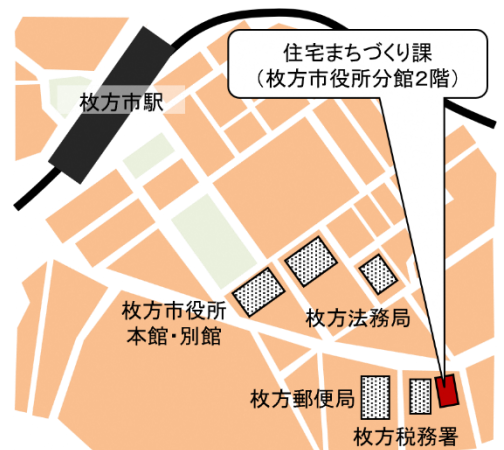 住宅まちづくり課
（枚方市役所分館２階）
枚方市駅
枚方市役所
本館・別館
枚方法務局
枚方郵便局
枚方税務署